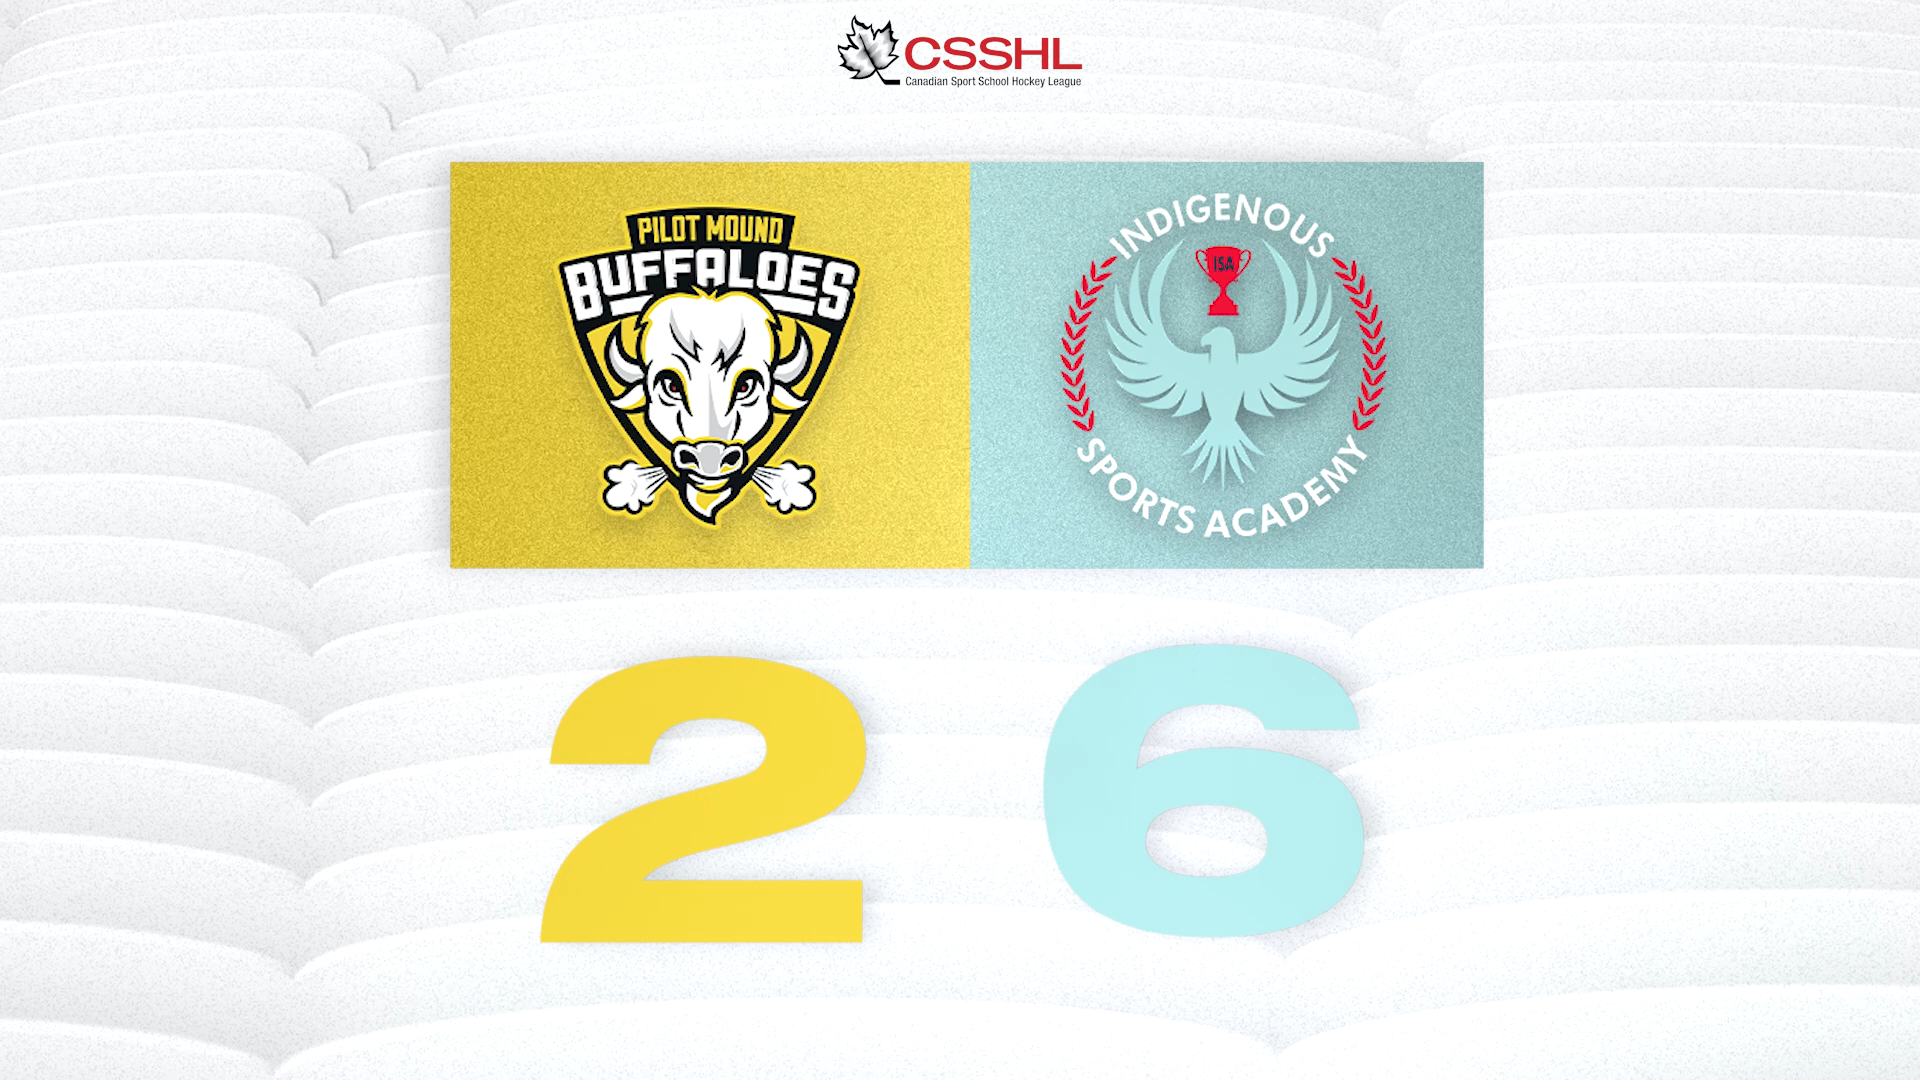 CSSHL
Canadian Sport School Hockey League
PILOT MOUND
BUFFALOES
INDIGENOUS
ISA
SPORTS ACADEMY
2 6